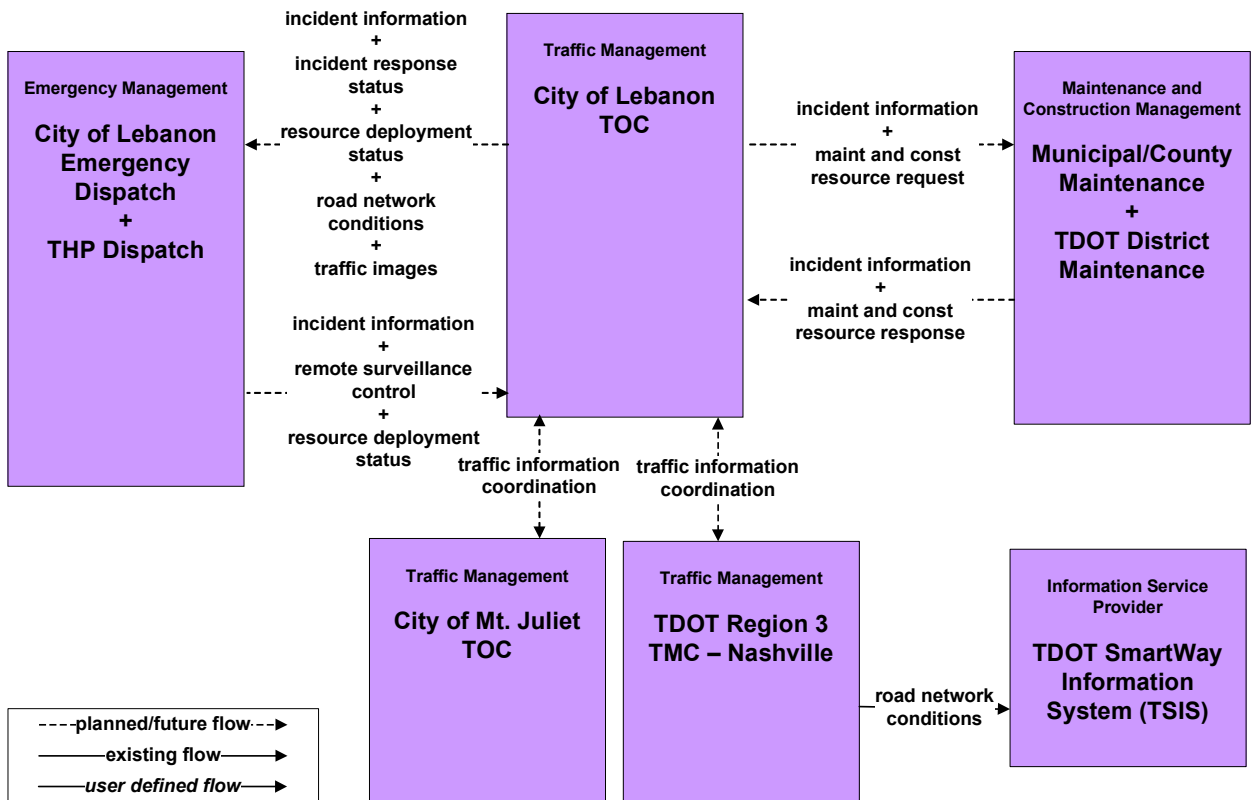 Emergency Management
City of Lebanon
Emergency
Dispatch
+
THP Dispatch
incident information
+
incident response
status
+
resource deployment
status
+
road network
conditions
+
traffic images
incident information
+
remote surveillance
control
+
resource deployment
status
Traffic Management
City of Lebanon
TOC
incident information
+
maint and const
resource request
incident information
+
maint and const
resource response
Maintenance and
Construction Management
Municipal/County
Maintenance
+
TDOT District
Maintenance
traffic information
coordination
traffic information
coordination
Traffic Management
City of Mt. Juliet
TOC
Traffic Management
TDOT Region 3
TMC – Nashville
road network
conditions
Information Service
Provider
TDOT SmartWay
Information
System (TSIS)
planned/future flow
existing flow
user defined flow